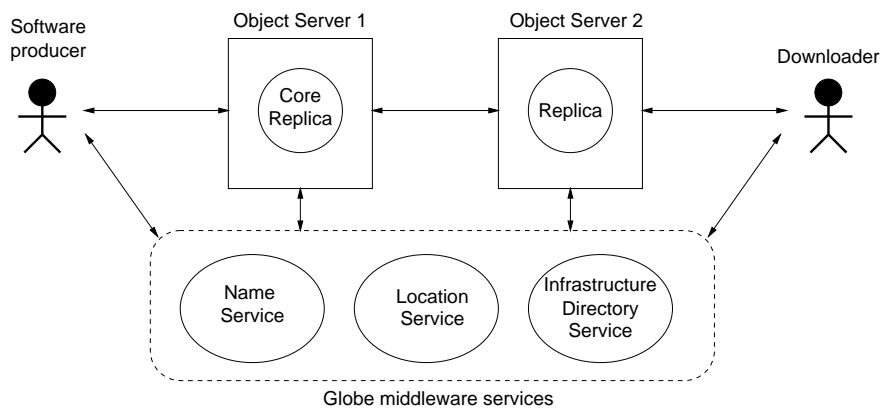 Software
producer
Object Server 1
Object Server 2
Downloader
Core
Replica
Replica
Name
Service
Location
Service
Infrastructure
Directory
Service
Globe middleware services